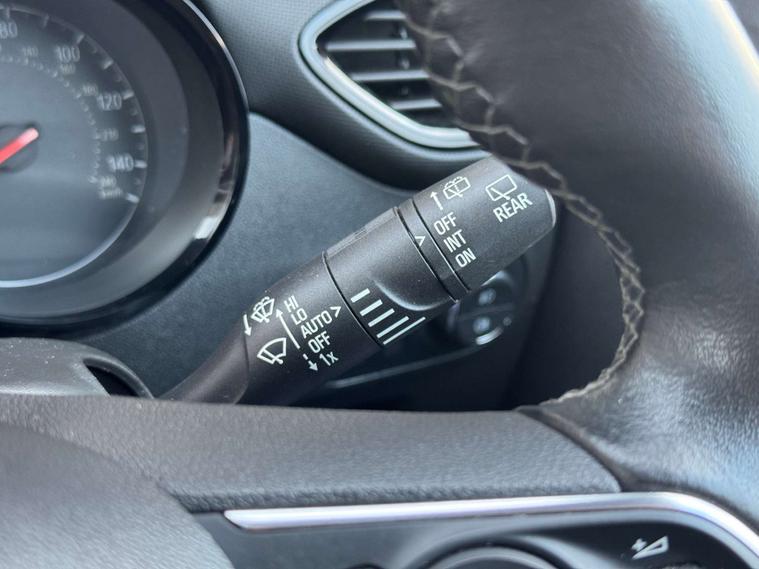 80
100
120
140
REAR
OFF
INT
ON
HI
LO
AUTO
OFF
1x